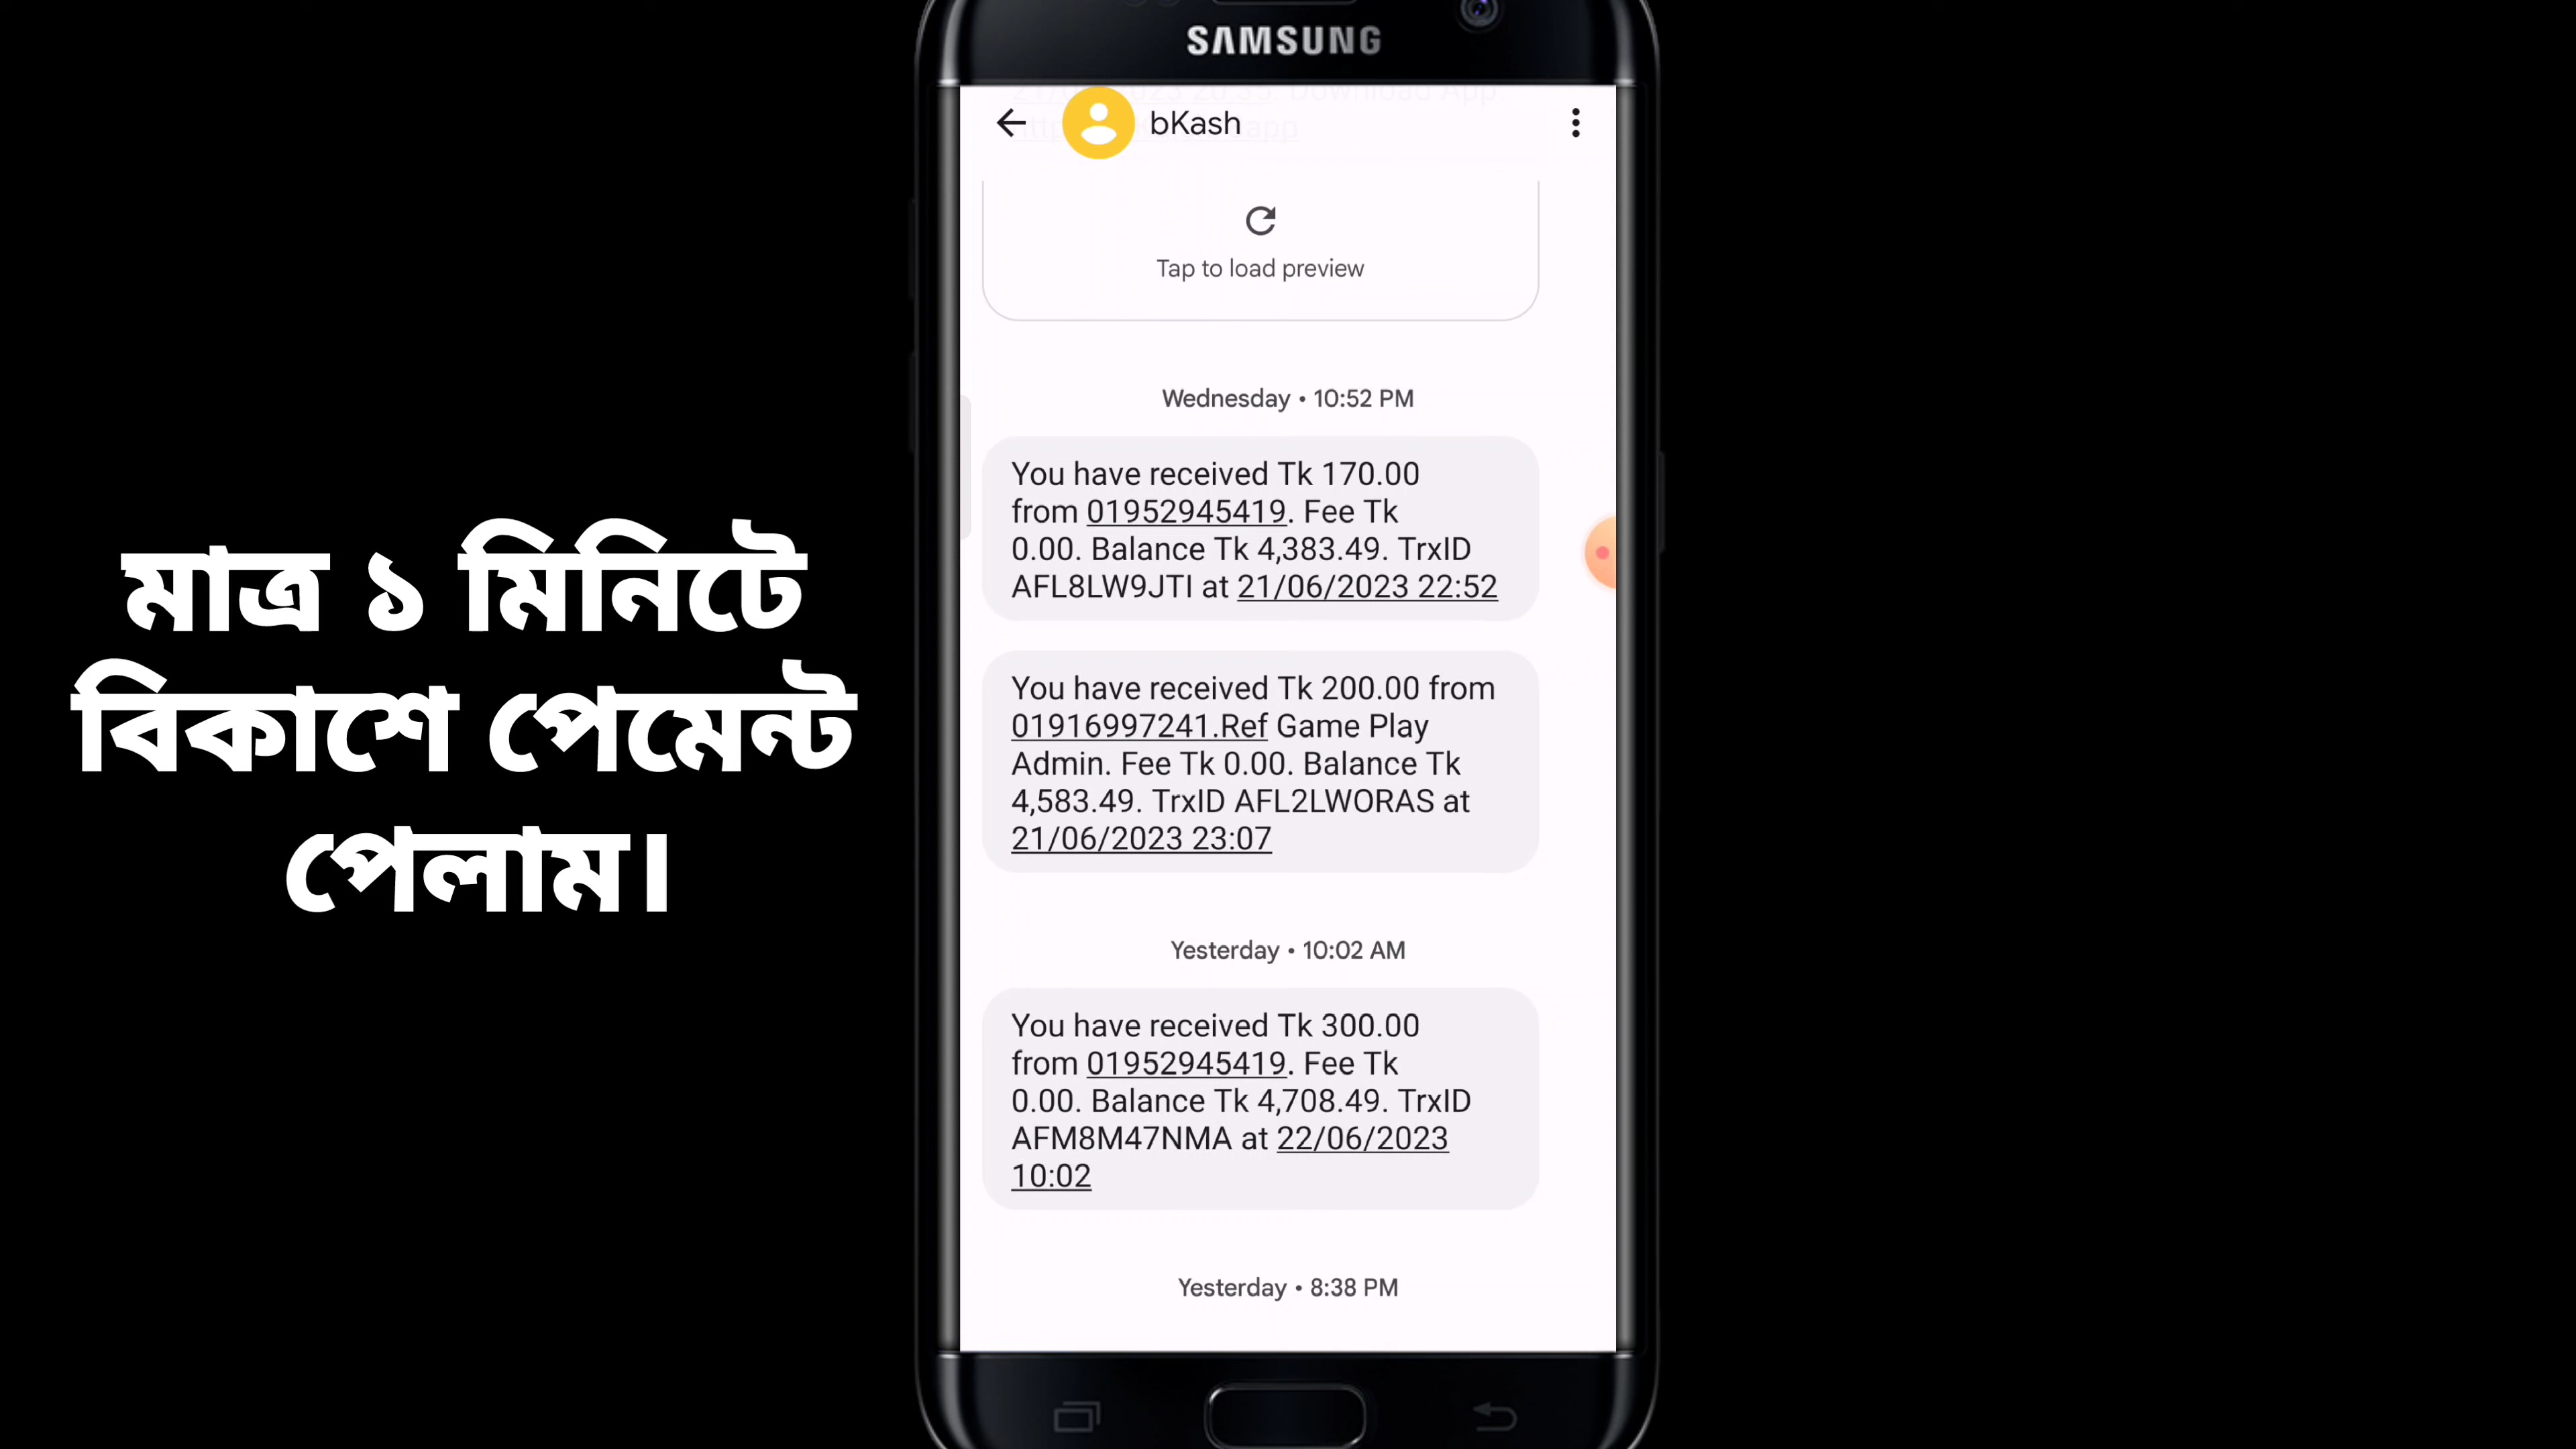 SAMSUNG
bKash
Tap to load preview
Wednesday • 10:52 PM
You have received Tk 170.00
from 01952945419. Fee Tk
0.00. Balance Tk 4,383.49. TrxID
AFL8LW9JTI at 21/06/2023 22:52
You have received Tk 200.00 from
01916997241.Ref Game Play
Admin. Fee Tk 0.00. Balance Tk
4,583.49. TrxID AFL2LWORAS at
21/06/2023 23:07
Yesterday • 10:02 AM
You have received Tk 300.00
from 01952945419. Fee Tk
0.00. Balance Tk 4,708.49. TrxID
AFM8M47NMA at 22/06/2023
10:02
Yesterday • 8:38 PM
মাত্র ১ মিনিটে
বিকাশে পেমেন্ট
পেলাম।